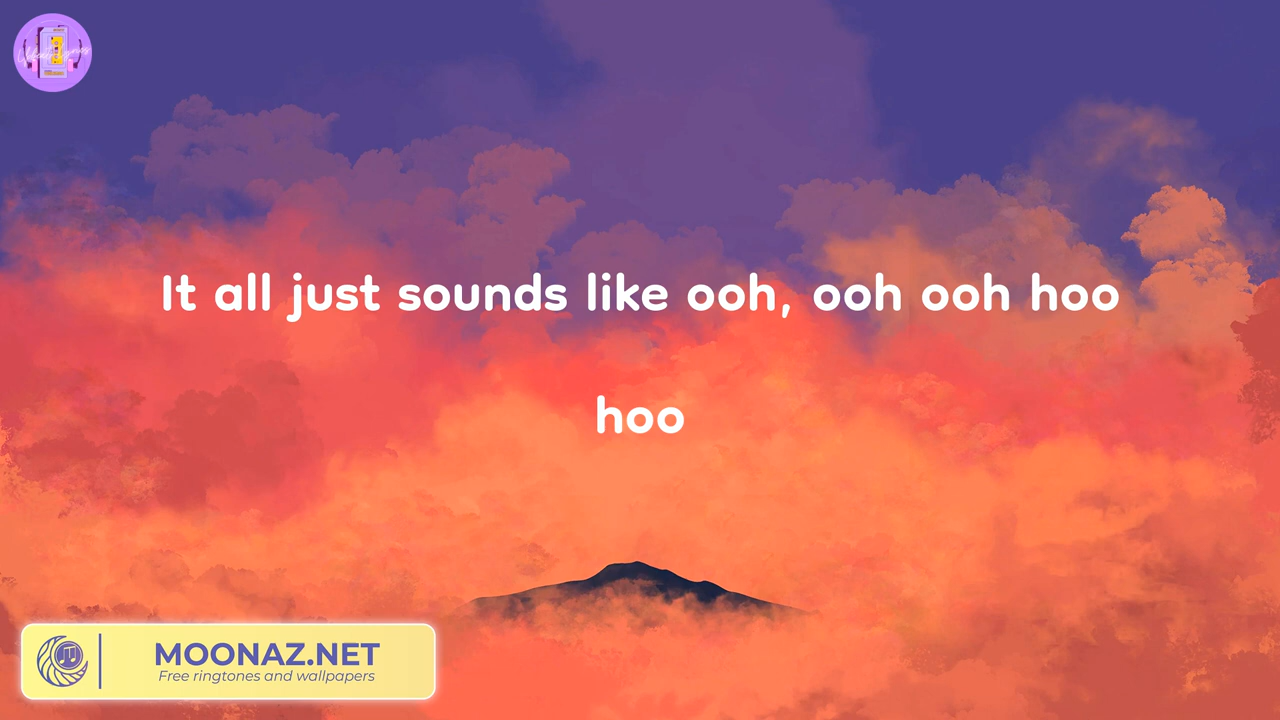 It all just sounds like ooh, ooh ooh hoo
hoo
MOONAZ.NET
Free ringtones and wallpapers